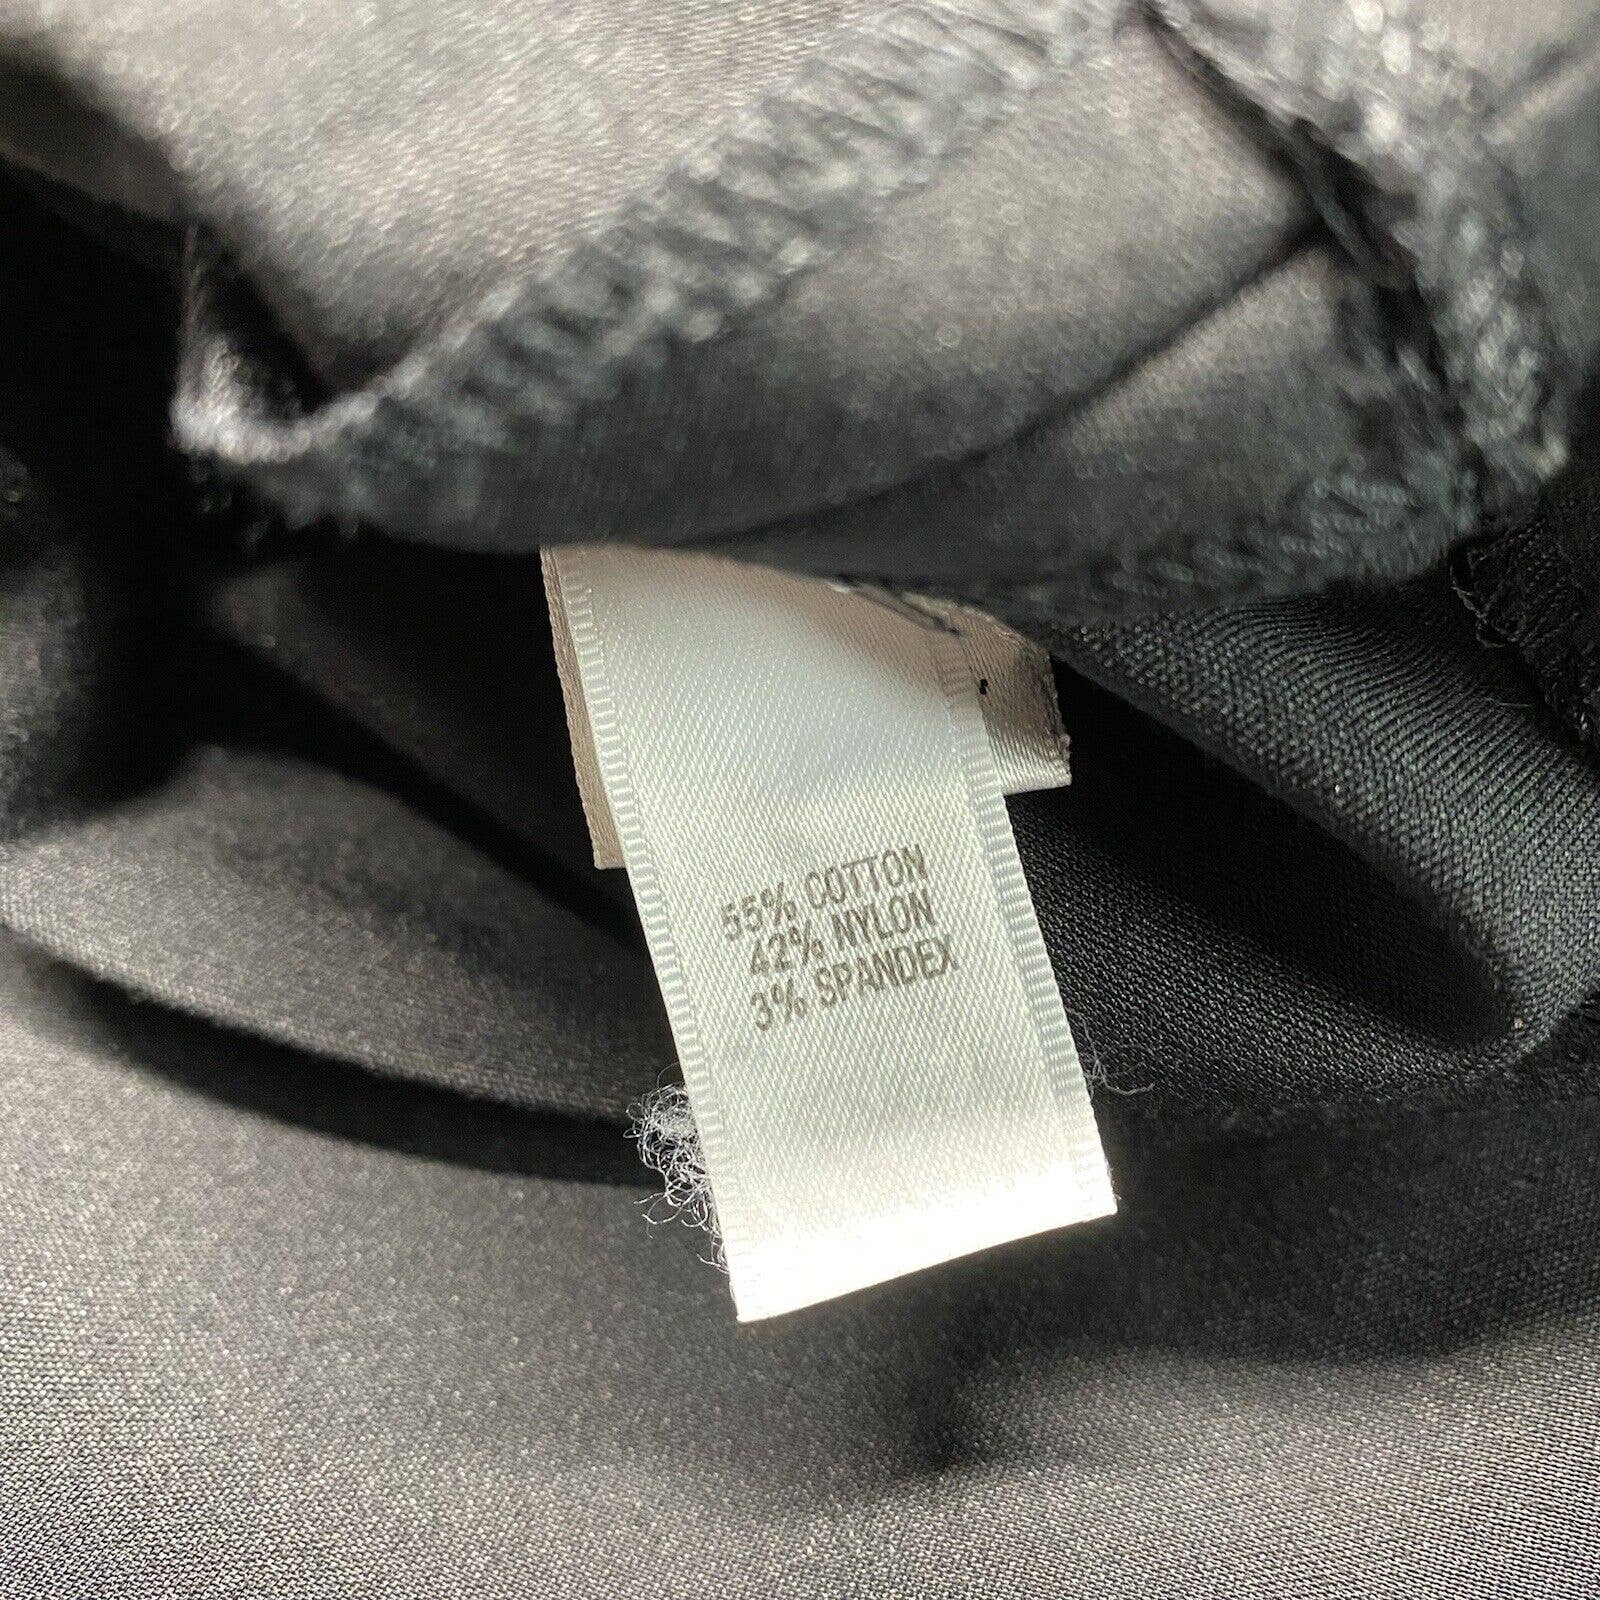 55% COTTON
42% NYLON
3% SPANDEX